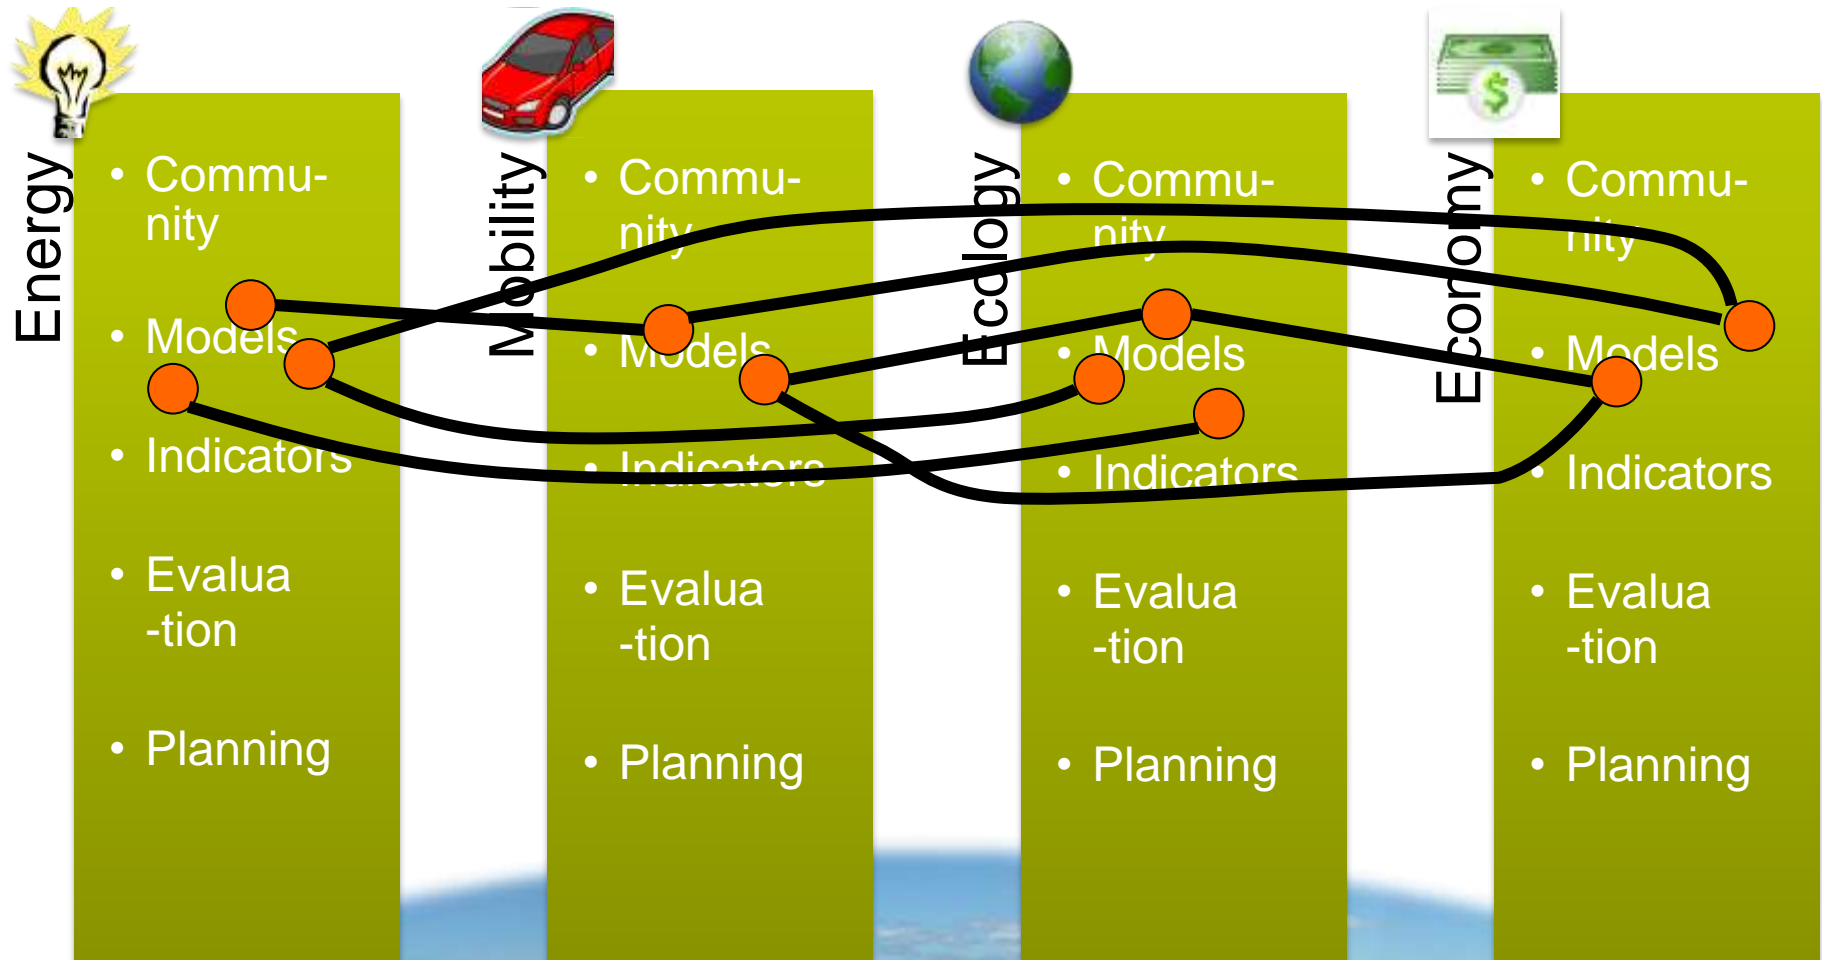 Energy
• Commu-
nity
• Models
• Indicators
• Evalua
-tion
• Planning
Mobility
• Commu-
nity
• Models
• Indicators
• Evalua
-tion
• Planning
Ecology
• Commu-
nity
• Models
• Indicators
• Evalua
-tion
• Planning
Economy
• Commu-
nity
• Models
• Indicators
• Evalua
-tion
• Planning
$